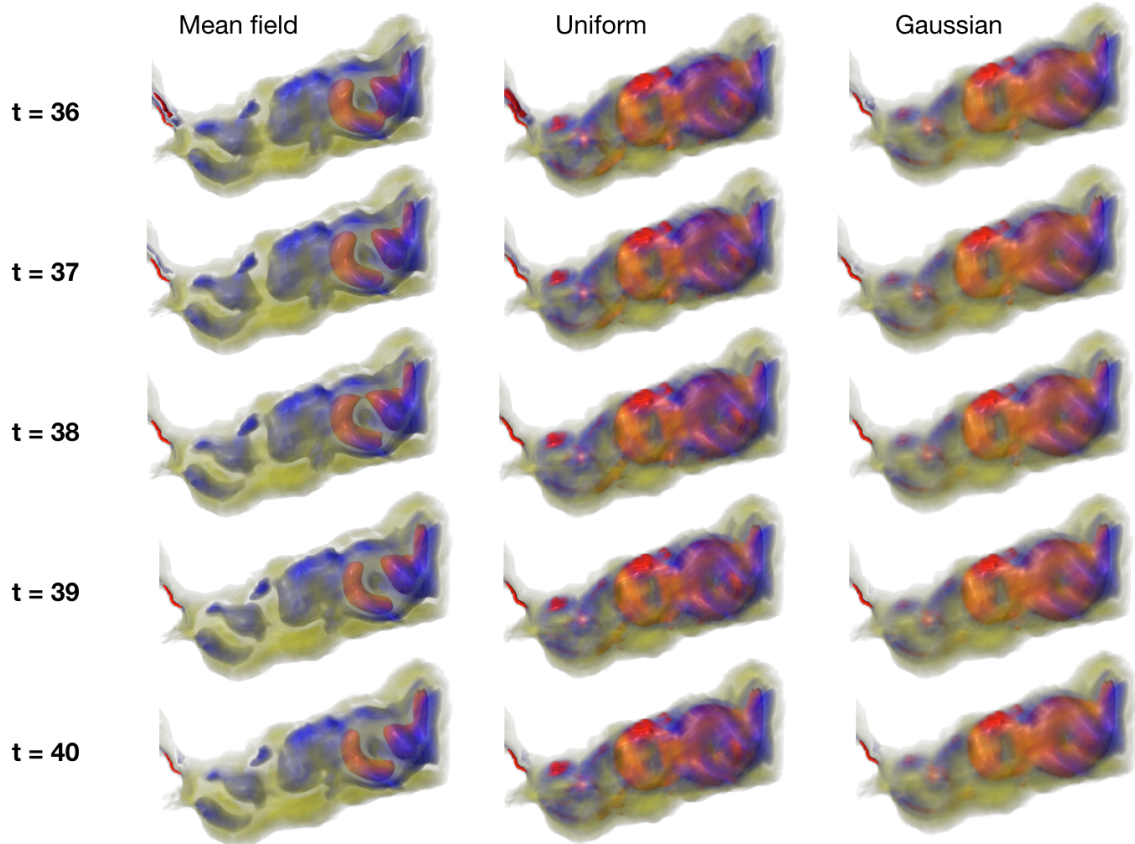 Mean field Uniform Gaussian
t = 36
t = 37
t = 38
t = 39
t = 40